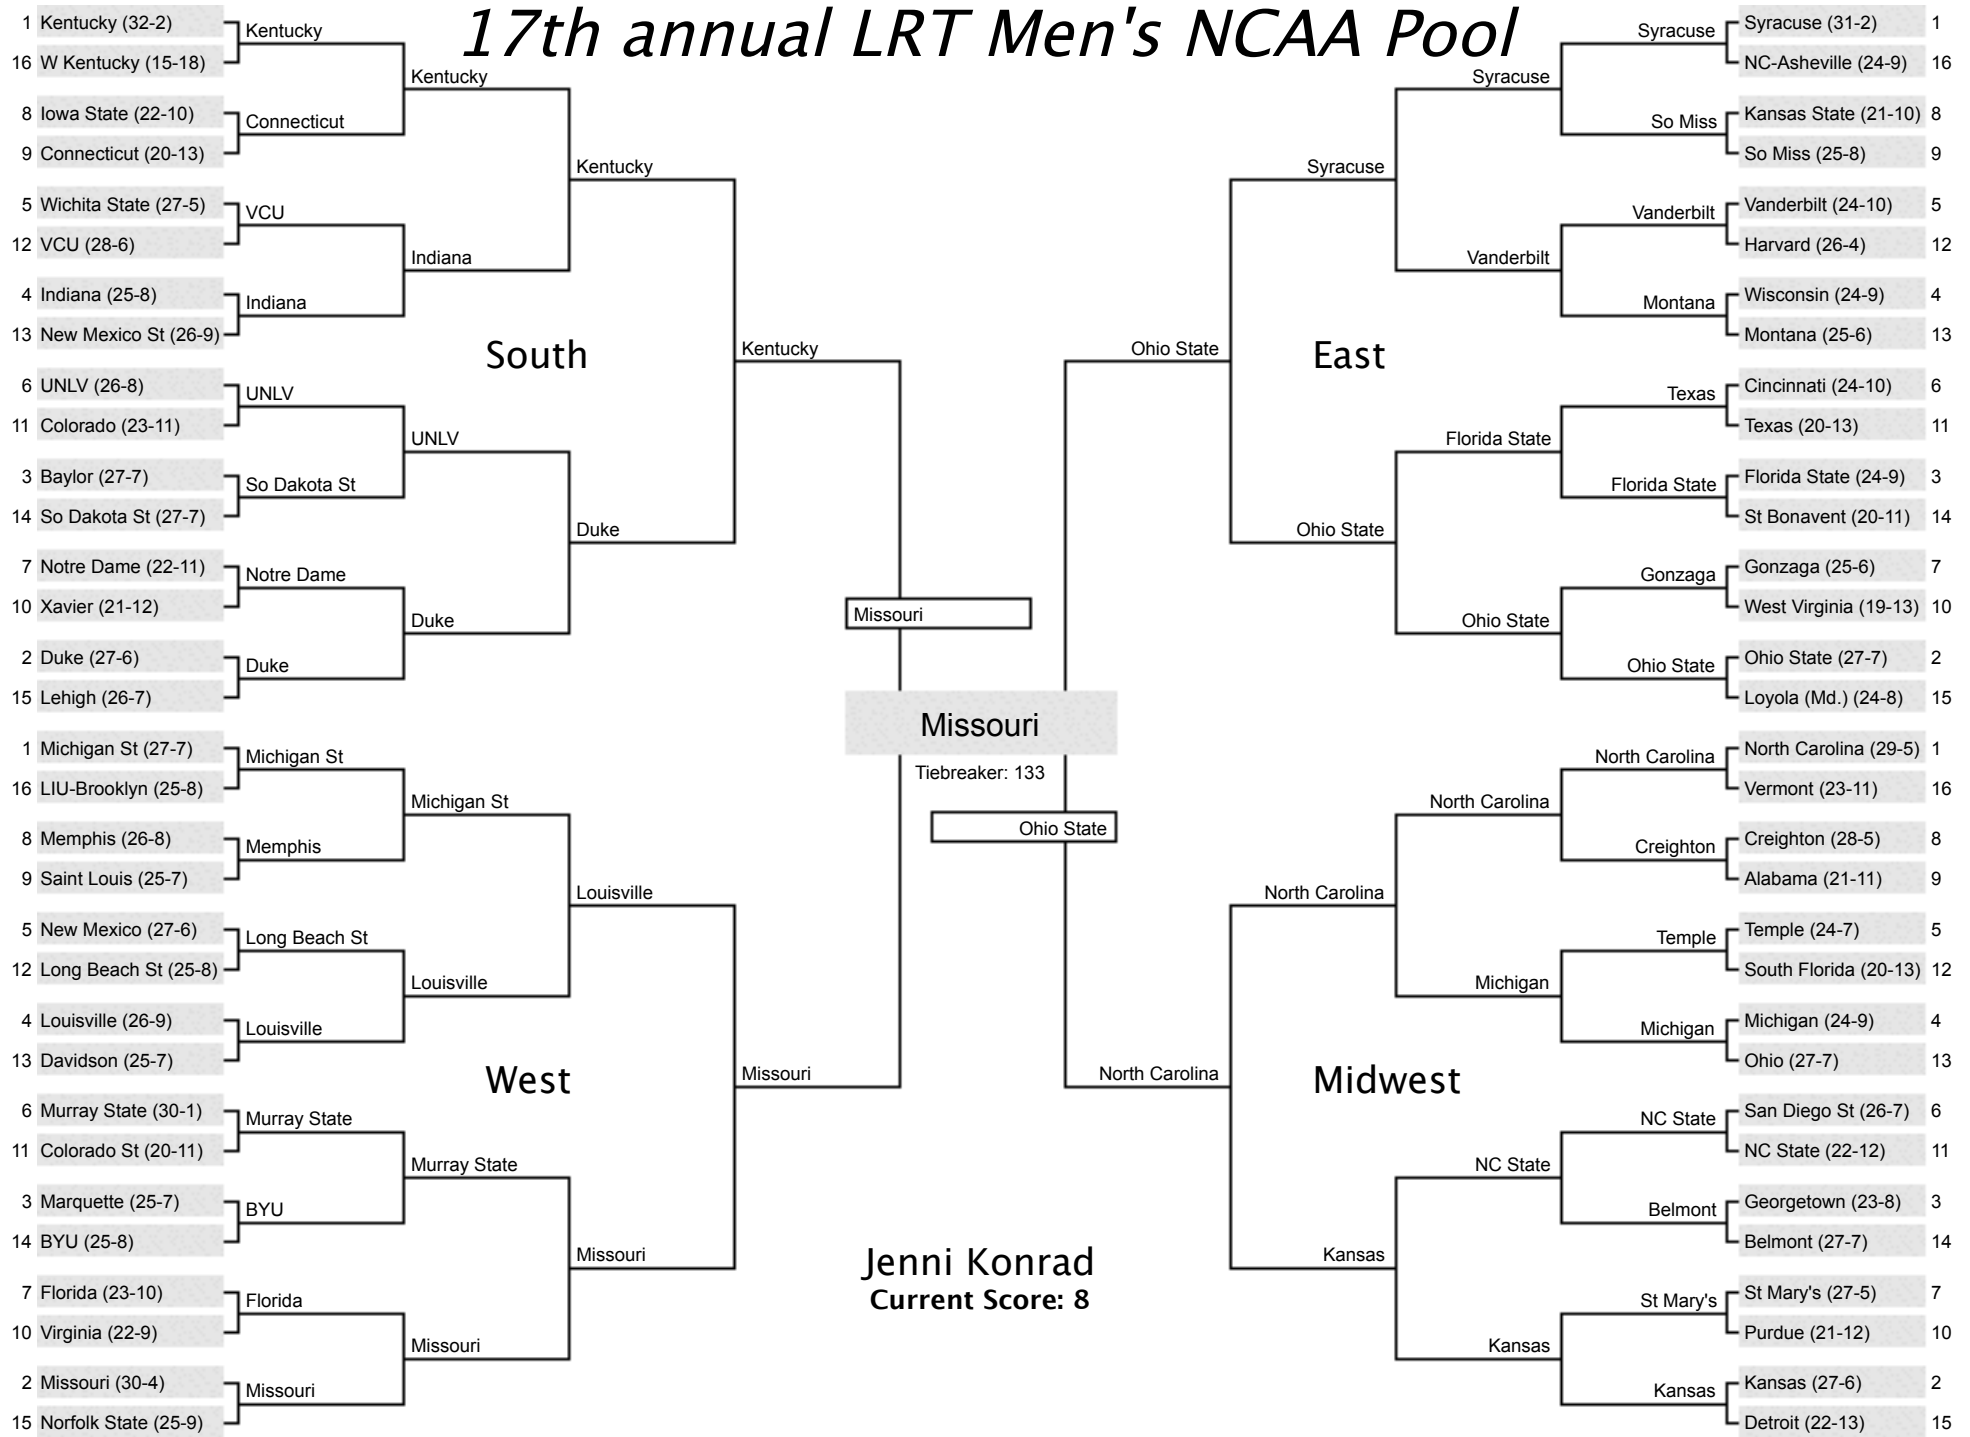 17th annual LRT Men's NCAA Pool
1 Kentucky (32-2)
16 W Kentucky (15-18)
8 Iowa State (22-10)
9 Connecticut (20-13)
5 Wichita State (27-5)
12 VCU (28-6)
4 Indiana (25-8)
13 New Mexico St (26-9)
6 UNLV (26-8)
11 Colorado (23-11)
3 Baylor (27-7)
14 So Dakota St (27-7)
7 Notre Dame (22-11)
10 Xavier (21-12)
2 Duke (27-6)
15 Lehigh (26-7)
Kentucky
Connecticut
VCU
Indiana
UNLV
So Dakota St
Notre Dame
Duke
Kentucky
Indiana
UNLV
Duke
Kentucky
Duke
Kentucky
South
1 Michigan St (27-7)
16 LIU-Brooklyn (25-8)
8 Memphis (26-8)
9 Saint Louis (25-7)
5 New Mexico (27-6)
12 Long Beach St (25-8)
4 Louisville (26-9)
13 Davidson (25-7)
6 Murray State (30-1)
11 Colorado St (20-11)
3 Marquette (25-7)
14 BYU (25-8)
7 Florida (23-10)
10 Virginia (22-9)
2 Missouri (30-4)
15 Norfolk State (25-9)
Michigan St
Memphis
Long Beach St
Louisville
Murray State
BYU
Florida
Missouri
Michigan St
Louisville
Murray State
Missouri
Louisville
Missouri
Missouri
West
Missouri
Missouri
Tiebreaker: 133
Ohio State
Jenni Konrad
Current Score: 8
Syracuse (31-2) 1
NC-Asheville (24-9) 16
Kansas State (21-10) 8
So Miss (25-8) 9
Vanderbilt (24-10) 5
Harvard (26-4) 12
Wisconsin (24-9) 4
Montana (25-6) 13
Cincinnati (24-10) 6
Texas (20-13) 11
Florida State (24-9) 3
St Bonavent (20-11) 14
Gonzaga (25-6) 7
West Virginia (19-13) 10
Ohio State (27-7) 2
Loyola (Md.) (24-8) 15
Syracuse
So Miss
Vanderbilt
Montana
Texas
Florida State
Gonzaga
Ohio State
Syracuse
Vanderbilt
Florida State
Ohio State
Syracuse
Ohio State
Ohio State
East
North Carolina (29-5) 1
Vermont (23-11) 16
Creighton (28-5) 8
Alabama (21-11) 9
Temple (24-7) 5
South Florida (20-13) 12
Michigan (24-9) 4
Ohio (27-7) 13
San Diego St (26-7) 6
NC State (22-12) 11
Georgetown (23-8) 3
Belmont (27-7) 14
St Mary's (27-5) 7
Purdue (21-12) 10
Kansas (27-6) 2
Detroit (22-13) 15
North Carolina
Creighton
Temple
Michigan
NC State
Belmont
St Mary's
Kansas
North Carolina
Michigan
NC State
Kansas
North Carolina
Kansas
North Carolina
Midwest